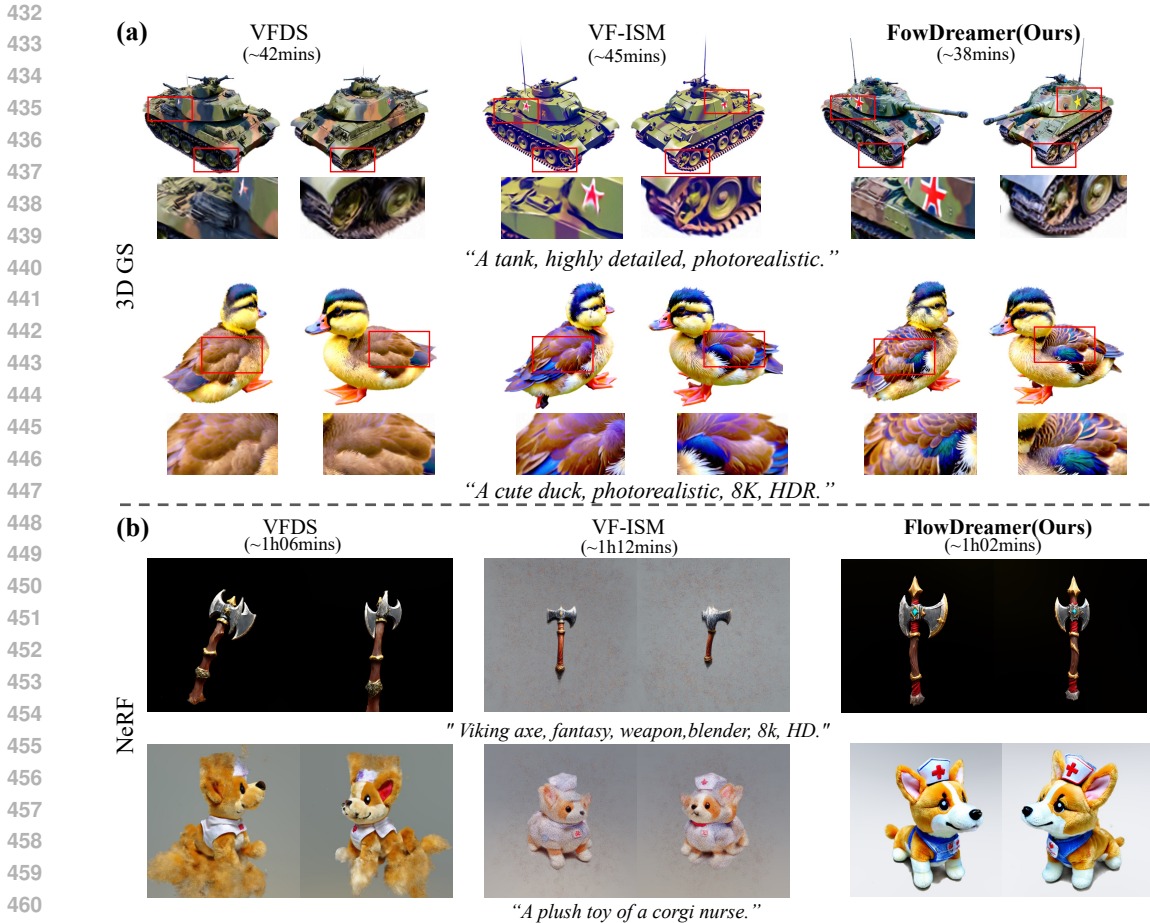 432
433
434
435
436
437
438
439
440
441
442
443
444
445
446
447
448
449
450
451
452
453
454
455
456
457
458
459
460
(a)
VFDS
(~42mins)
VF-ISM
(~45mins)
FowDreamer(Ours)
(~38mins)
3D GS
“A tank, highly detailed, photorealistic.”
“A cute duck, photorealistic, 8K, HDR.”
(b)
VFDS
(~1h06mins)
VF-ISM
(~1h12mins)
FlowDreamer(Ours)
(~1h02mins)
NeRF
" Viking axe, fantasy, weapon,blender, 8k, HD."
“A plush toy of a corgi nurse.”